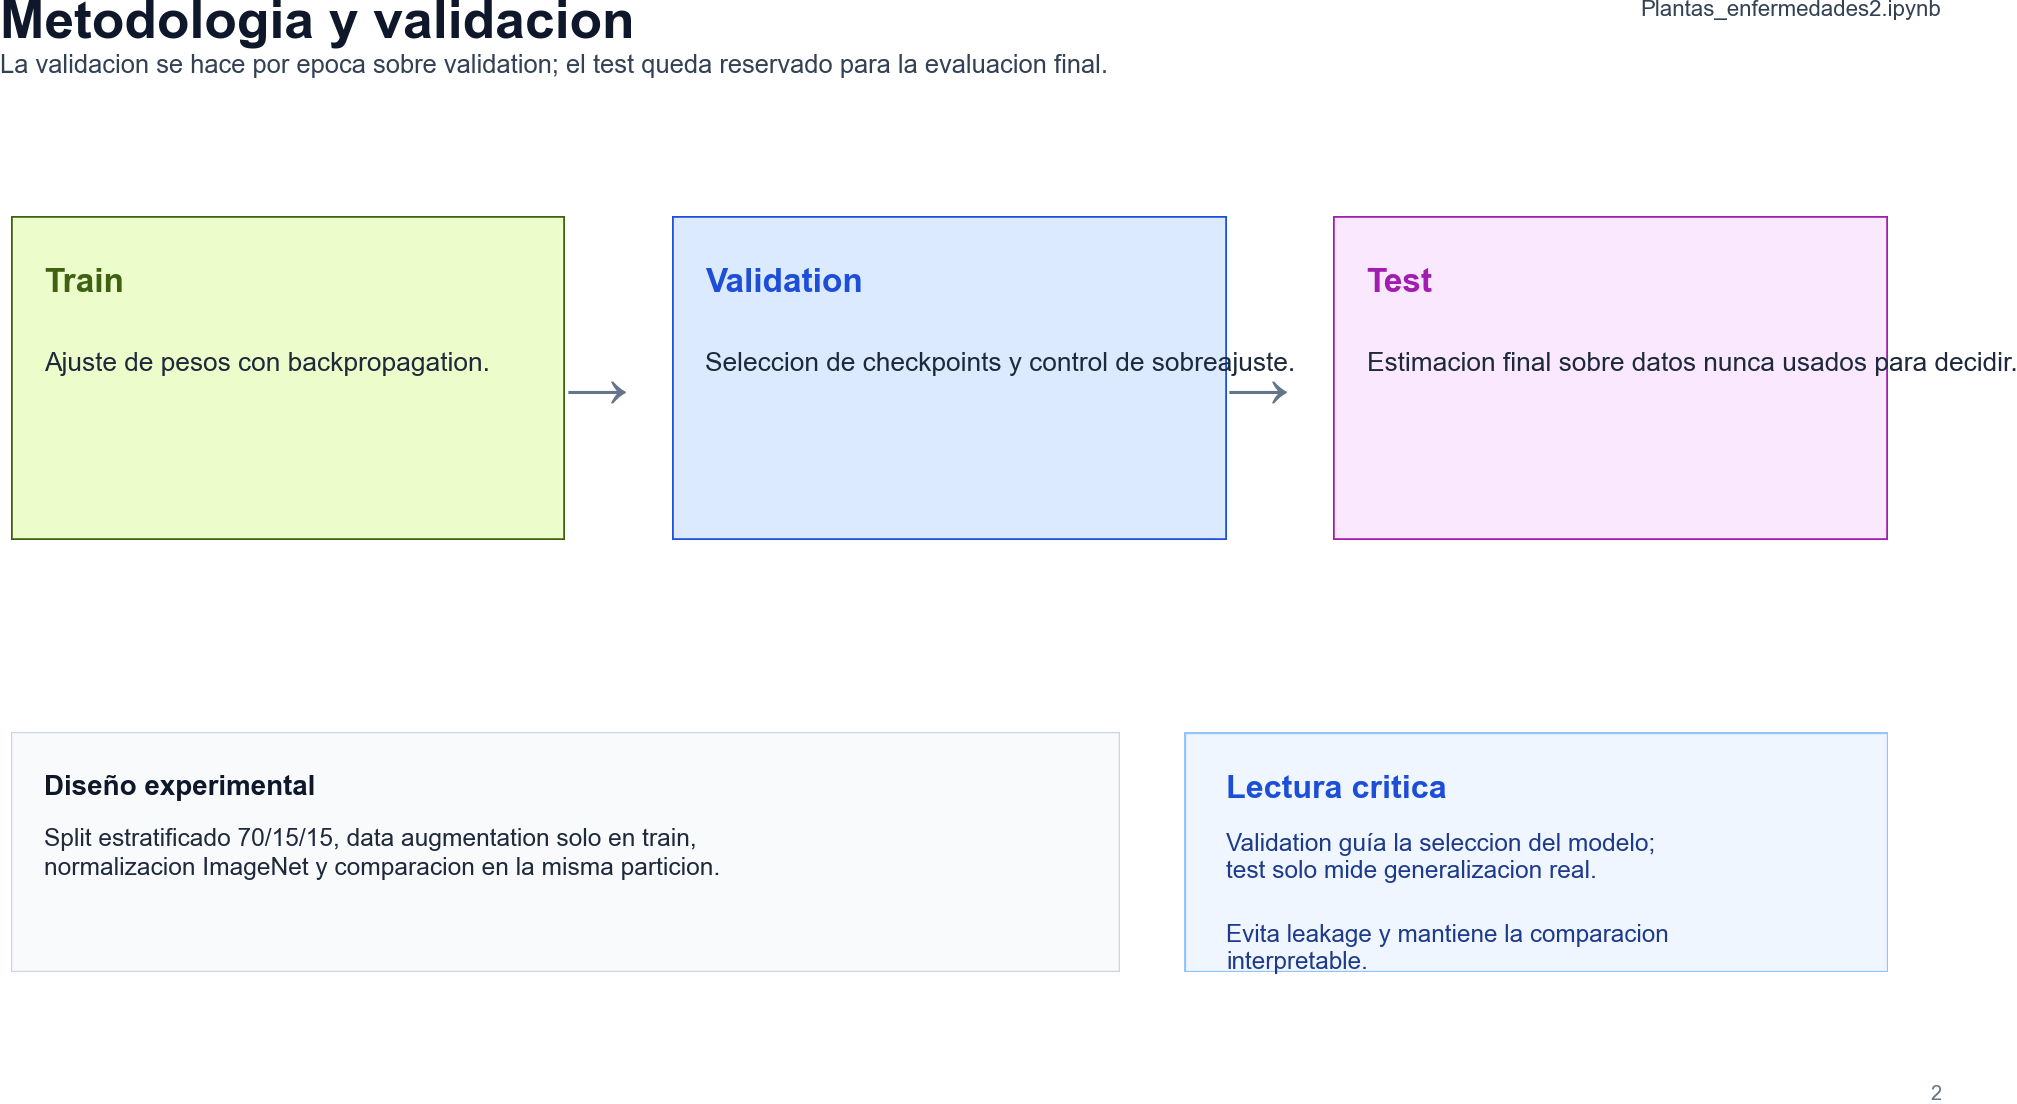 Metodologia y validacion
Plantas_enfermedades2.ipynb
La validacion se hace por epoca sobre validation; el test queda reservado para la evaluacion final.
Train
Ajuste de pesos con backpropagation.
→
Validation
Seleccion de checkpoints y control de sobreajuste.
→
Test
Estimacion final sobre datos nunca usados para decidir.
Diseño experimental
Split estratificado 70/15/15, data augmentation solo en train,
normalizacion ImageNet y comparacion en la misma particion.
Lectura critica
Validation guía la seleccion del modelo;
test solo mide generalizacion real.
Evita leakage y mantiene la comparacion
interpretable.
2